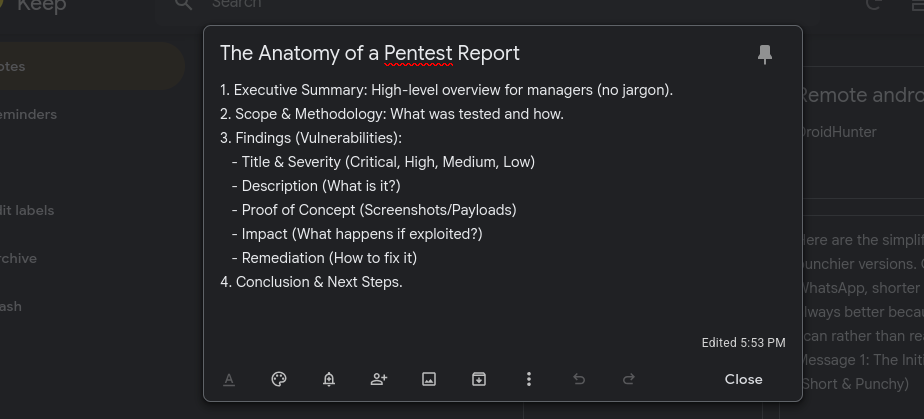 Keep
Search
otes
The Anatomy of a Pentest Report
1. Executive Summary: High-level overview for managers (no jargon).
2. Scope & Methodology: What was tested and how.
3. Findings (Vulnerabilities):
- Title & Severity (Critical, High, Medium, Low)
- Description (What is it?)
- Proof of Concept (Screenshots/Payloads)
- Impact (What happens if exploited?)
- Remediation (How to fix it)
4. Conclusion & Next Steps.
Edited 5:53 PM
Close
eminders
dit labels
rchive
ash
Remote andro
DroidHunter
Here are the simplif
punchier versions.
WhatsApp, shorter
always better becau
can rather than rea
Message 1: The Initi
(Short & Punchy)